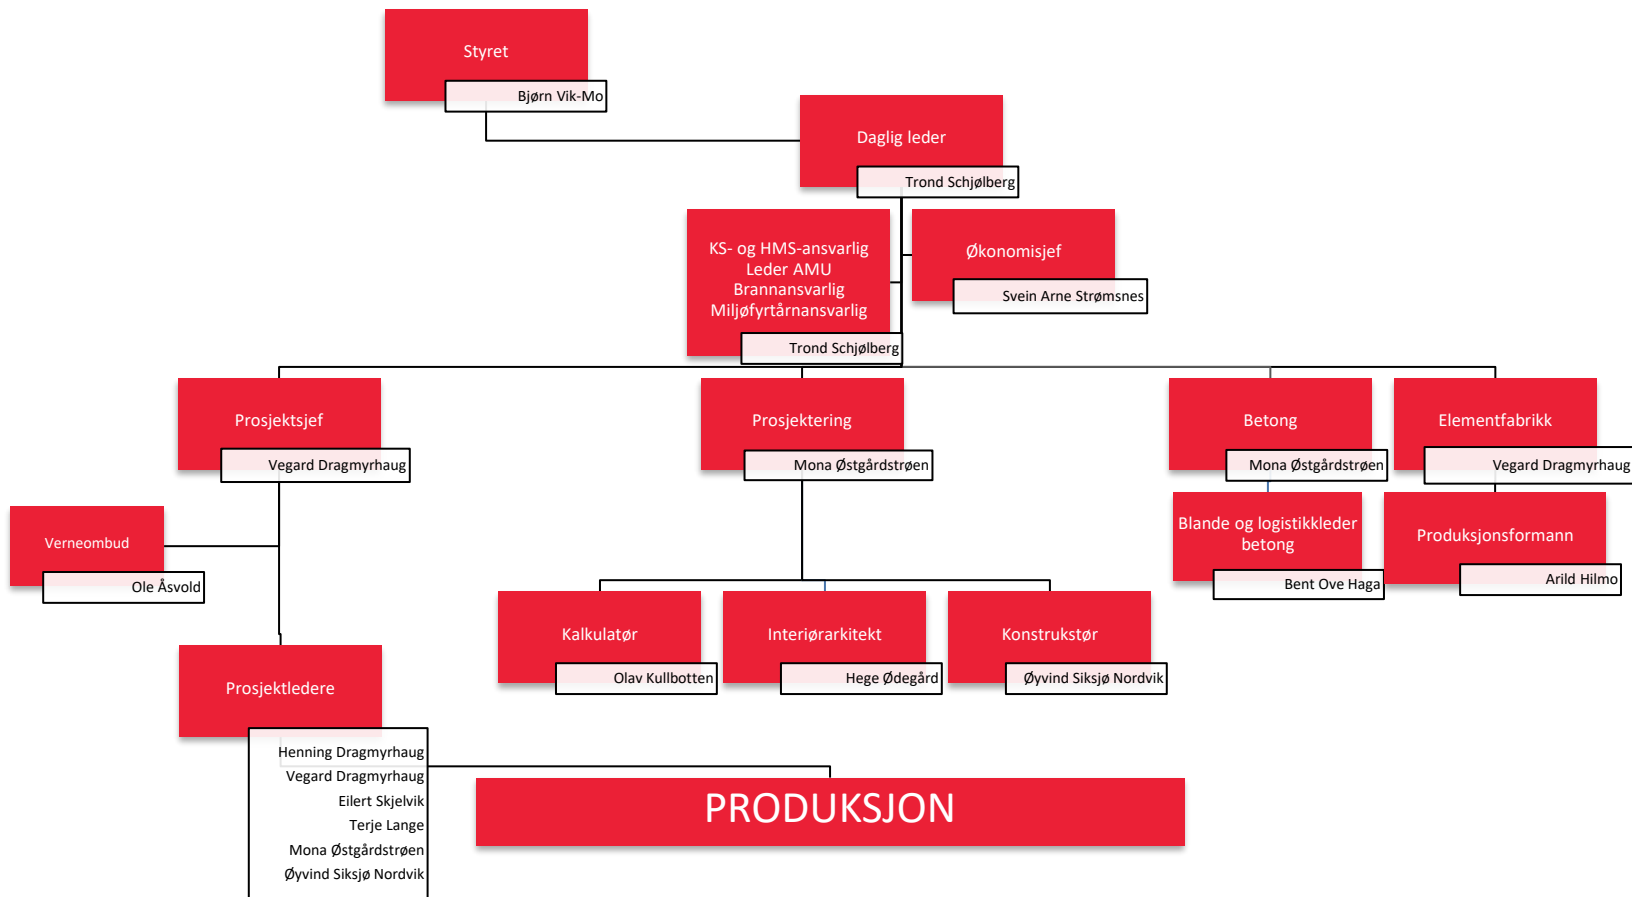 Styret
Bjørn Vik-Mo
Daglig leder
Trond Schjølberg
KS- og HMS-ansvarlig
Leder AMU
Brannansvarlig
Miljøfyrtårnansvarlig
Trond Schjølberg
Økonomisjef
Svein Arne Strømsnes
Prosjektsjef
Vegard Dragmyrhaug
Prosjektering
Mona Østgårdstrøen
Betong
Mona Østgårdstrøen
Elementfabrikk
Vegard Dragmyrhaug
Verneombud
Ole Åsvold
Blande og logistikkleder
betong
Bent Ove Haga
Produksjonsformann
Arild Hilmo
Kalkulatør
Olav Kullbotten
Interiørarkitekt
Hege Ødegård
Konstrukstør
Øyvind Siksjø Nordvik
Prosjektledere
Henning Dragmyrhaug
Vegard Dragmyrhaug
Eilert Skjelvik
Terje Lange
Mona Østgårdstrøen
Øyvind Siksjø Nordvik
PRODUKSJON